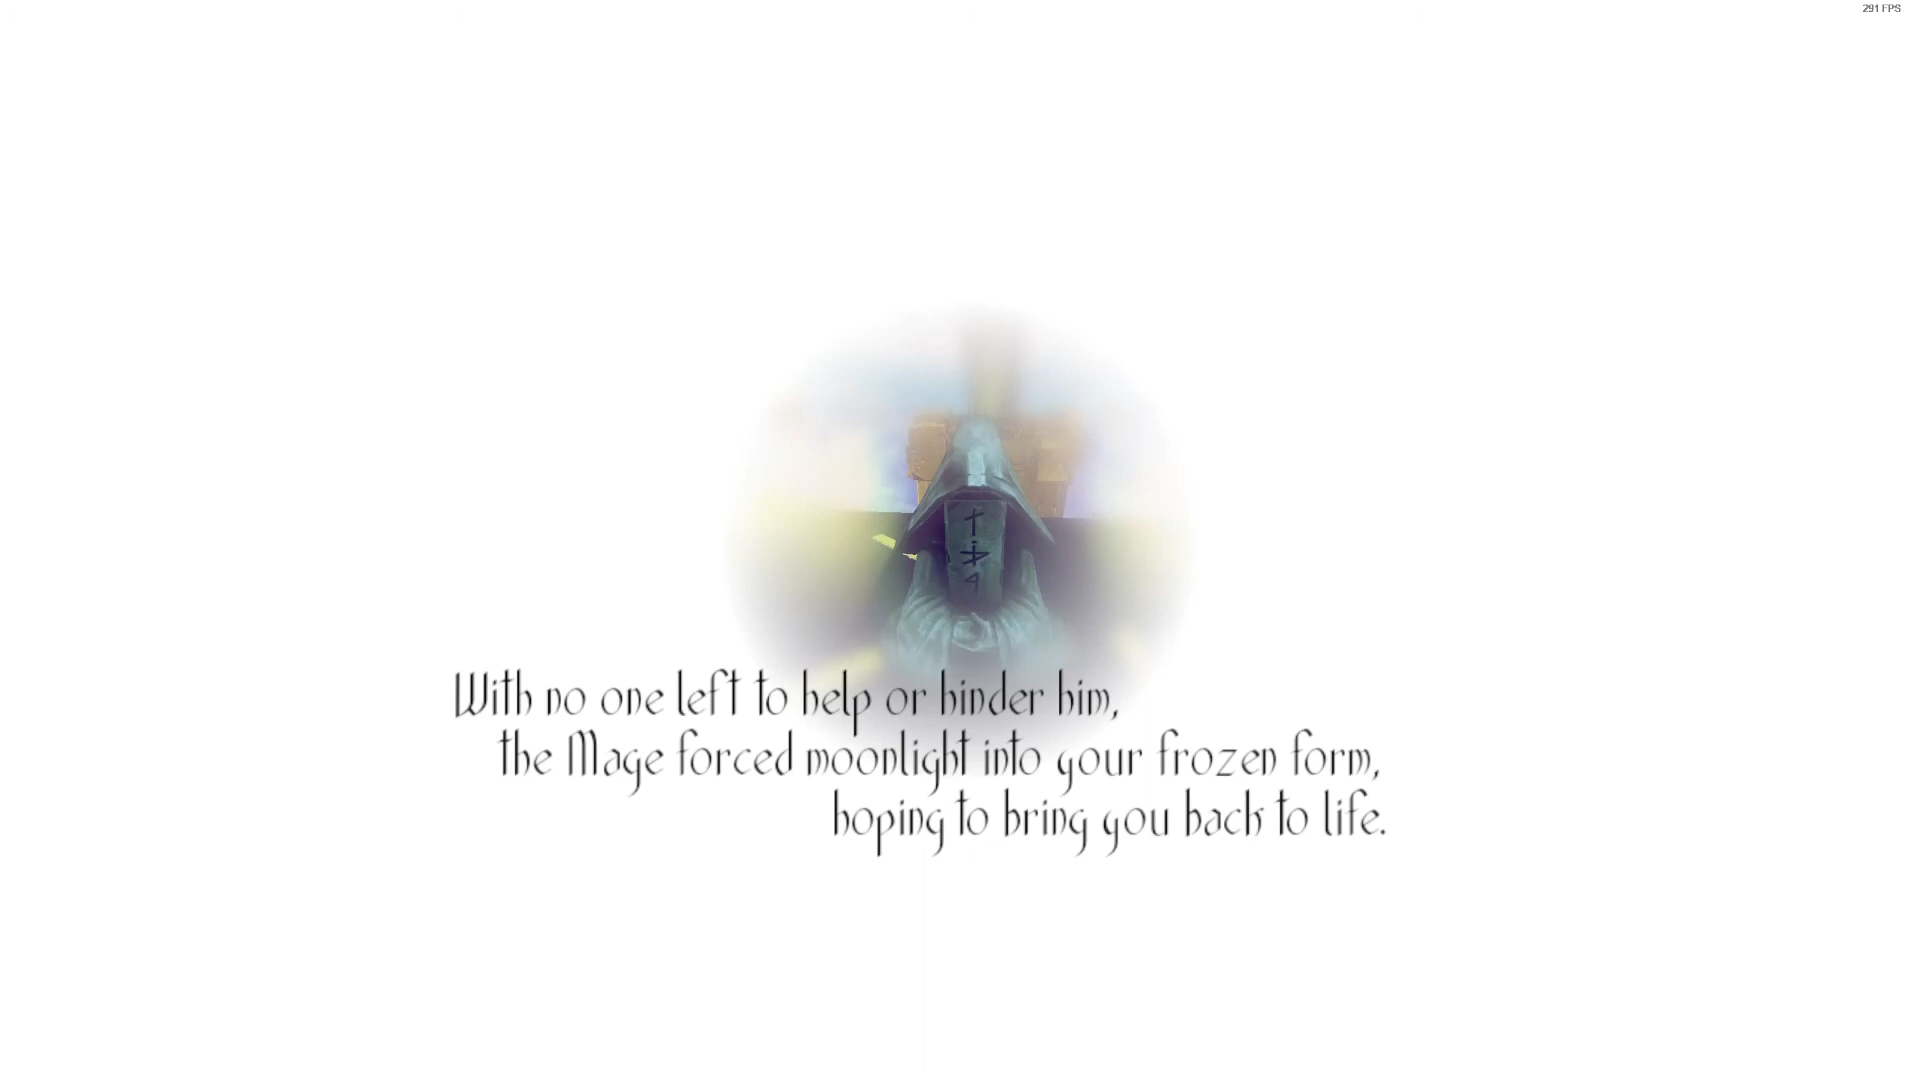 291 FPS
With no one left to help or hinder him,
the Mage forced moonlight into your frozen form,
hoping to bring you back to life.